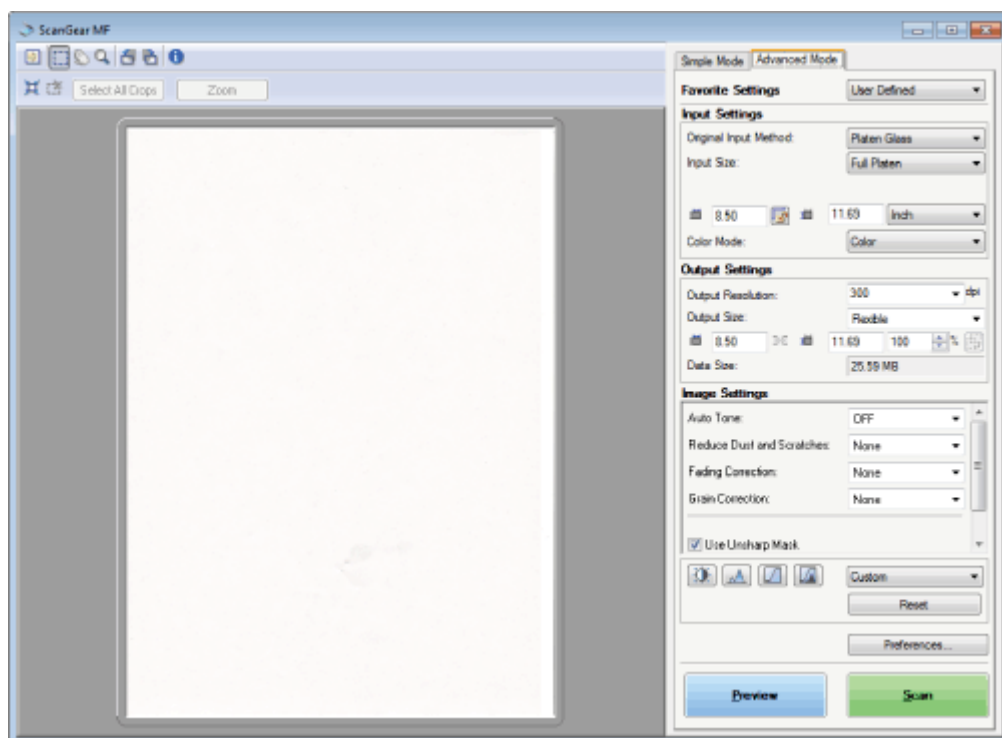 ScanGear MF
Simple Mode Advanced Mode
Select All Crops Zoom
Favorite Settings User Defined
Input Settings
Original Input Method: Platen Glass
Input Size: Full Platen
8.50 11.69 Inch
Color Mode: Color
Output Settings
Output Resolution: 300 dpi
Output Size: Flexible
8.50 11.69 100 %
Data Size: 25.59 MB
Image Settings
Auto Tone: OFF
Reduce Dust and Scratches: None
Fading Correction: None
Grain Correction: None
Use Unsharp Mask
Custom
Reset
Preferences...
Preview Scan